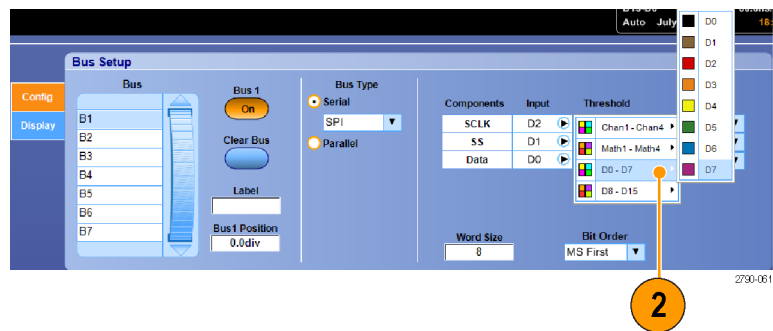 Auto July
18:
Bus Setup
Config
Display
Bus
B1
B2
B3
B4
B5
B6
B7
Bus 1
On
Clear Bus
Label
Bus1 Position
0.0div
Bus Type
Serial
SPI
Parallel
Components Input Threshold
SCLK D2
SS D1
Data D0
Chan1 - Chan4
Math1 - Math4
D0 - D7
D8 - D15
D0
D1
D2
D3
D4
D5
D6
D7
Word Size
8
Bit Order
MS First
2790-061
2